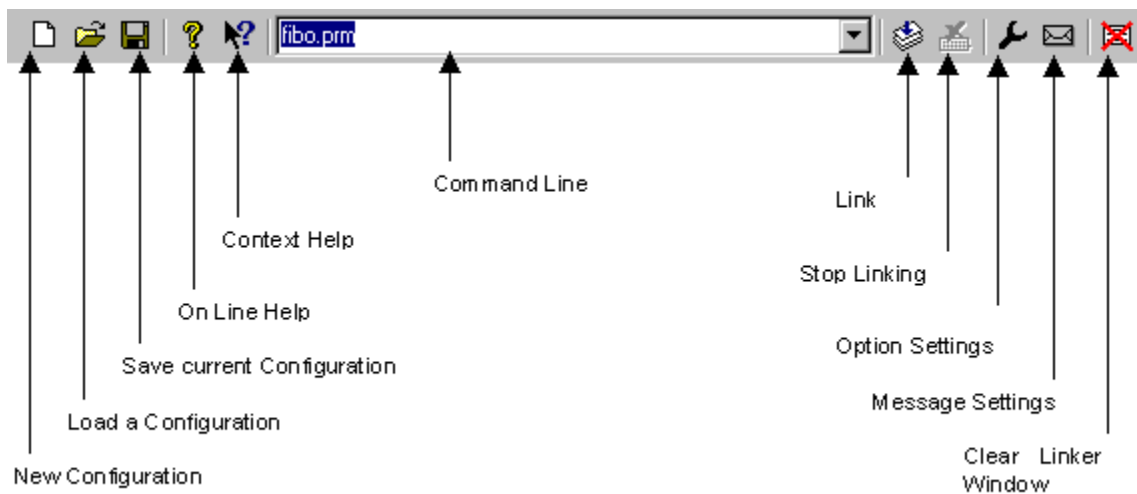 fibo.prm
Command Line
Link
Context Help
Stop Linking
On Line Help
Option Settings
Save current Configuration
Message Settings
Load a Configuration
Clear Linker
Window
New Configuration